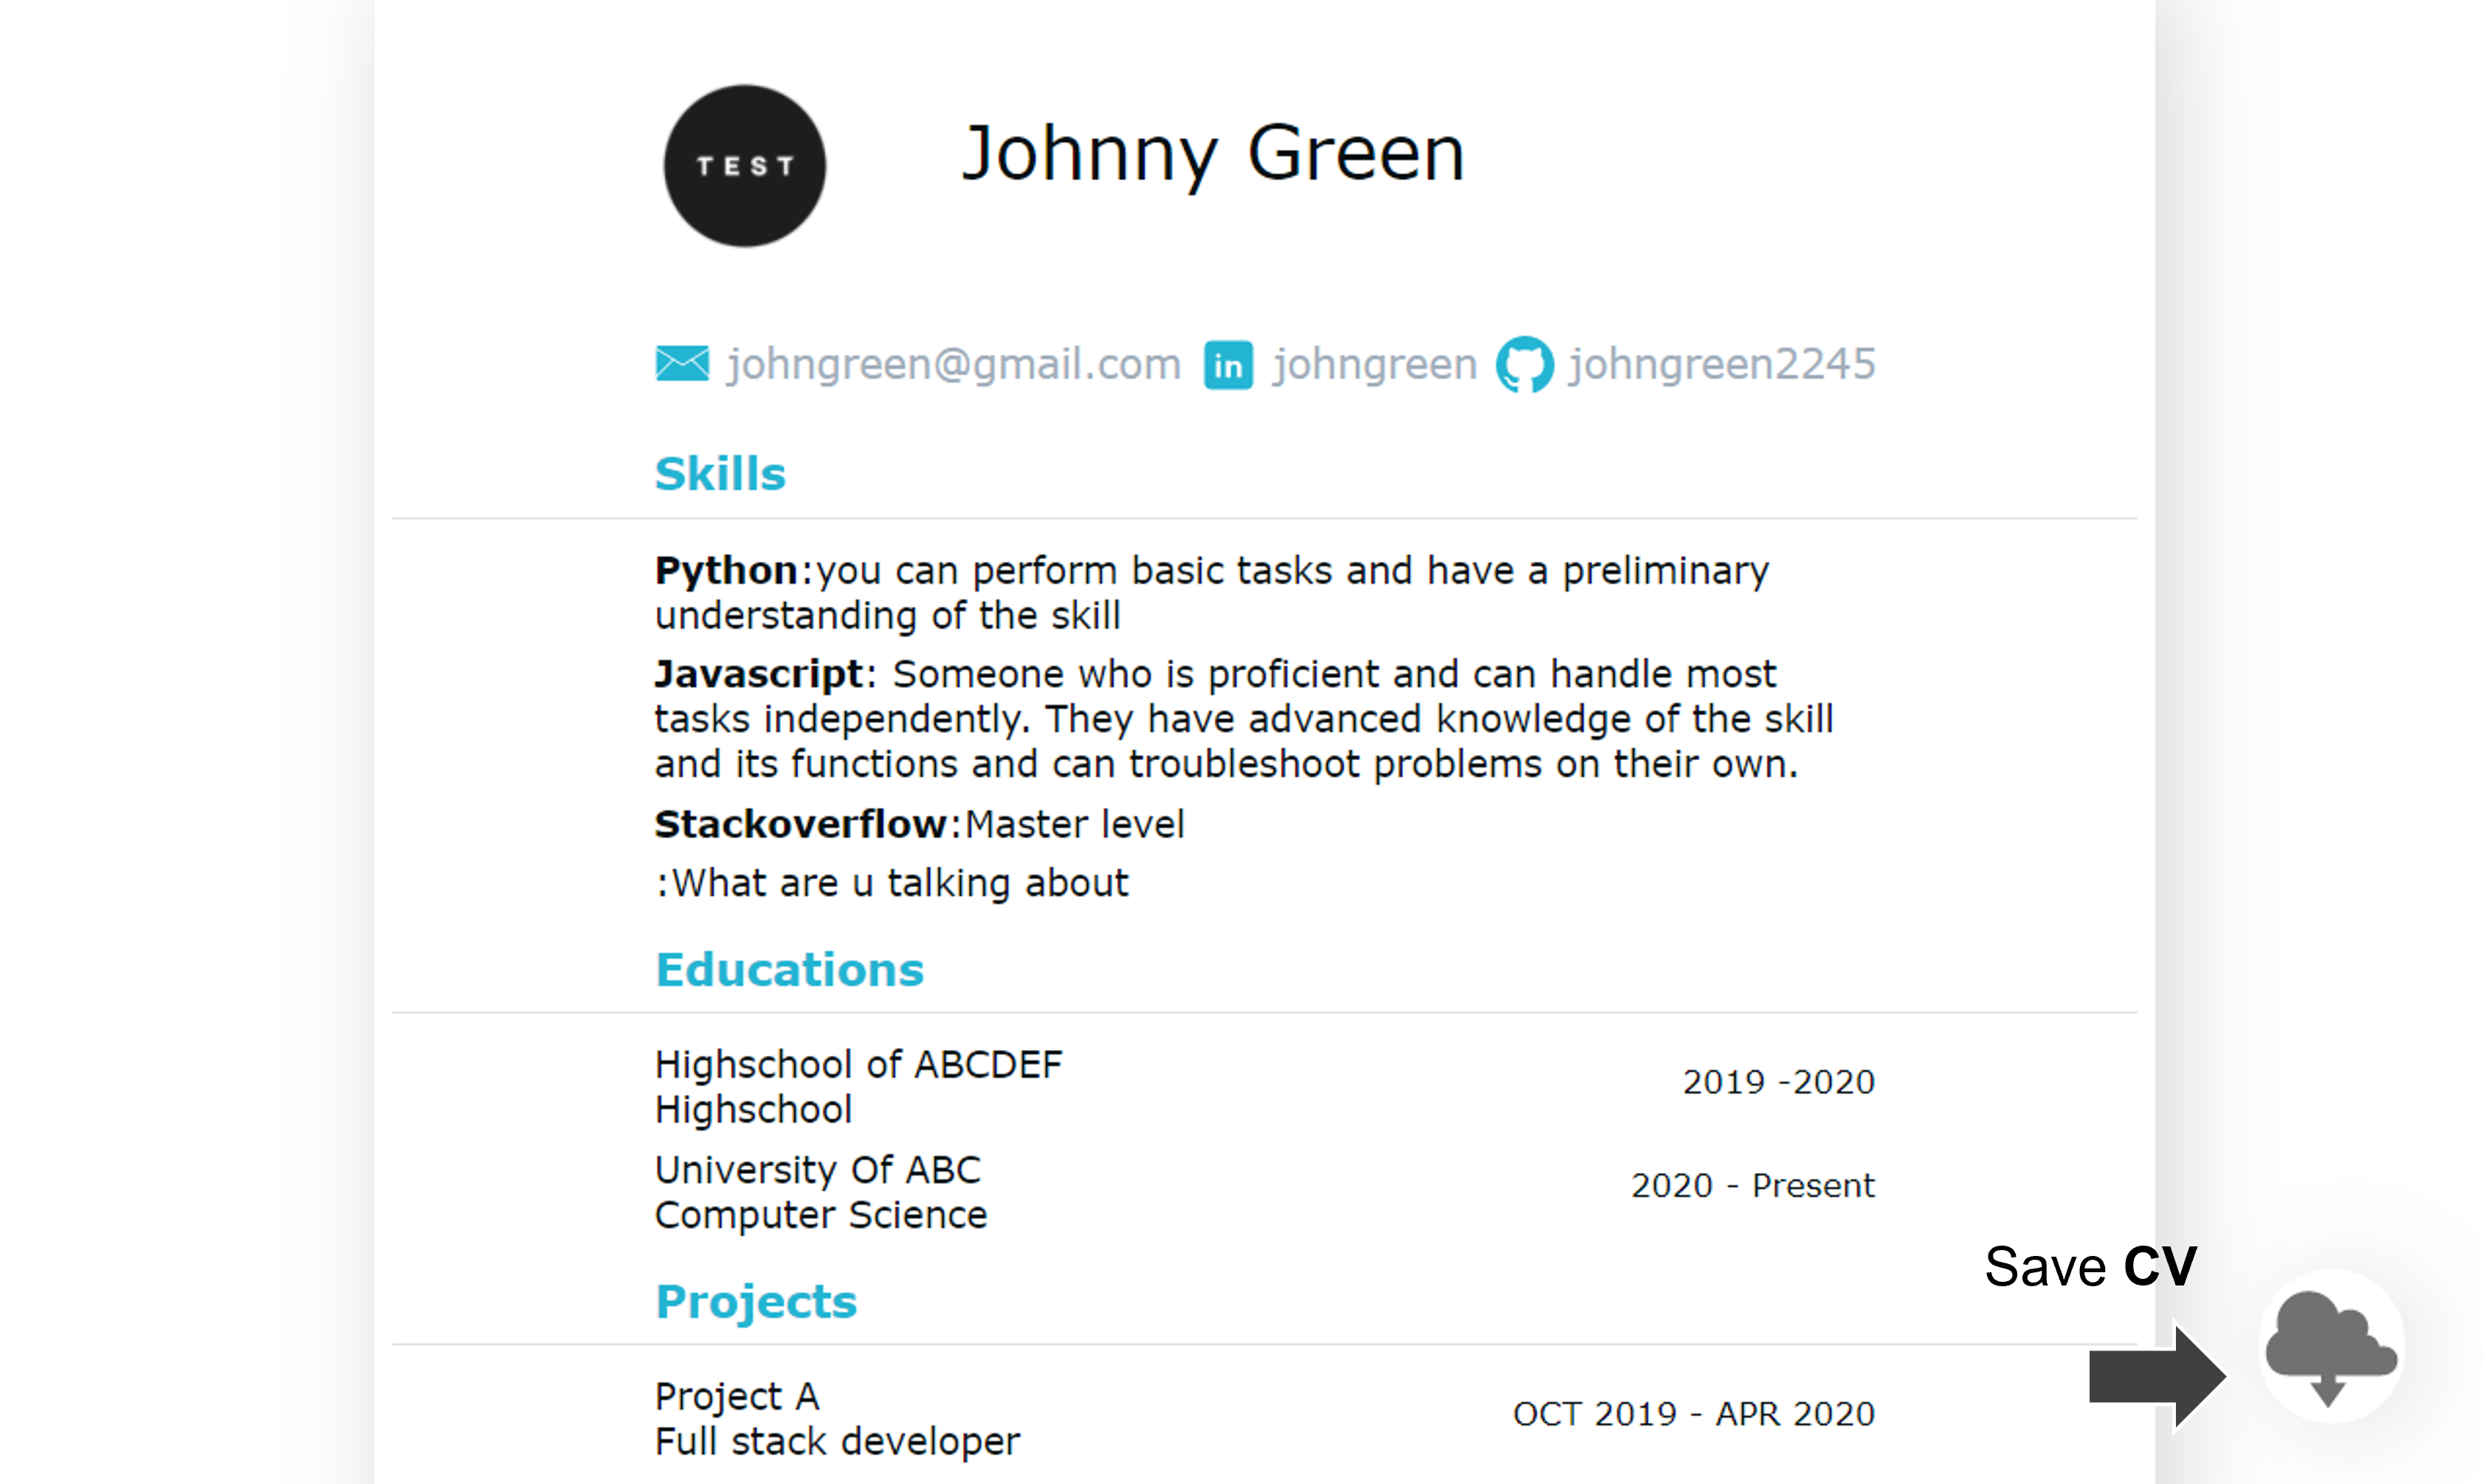 TEST
Johnny Green
johngreen@gmail.com in johngreen johngreen2245
Skills
Python:you can perform basic tasks and have a preliminary
understanding of the skill
Javascript: Someone who is proficient and can handle most
tasks independently. They have advanced knowledge of the skill
and its functions and can troubleshoot problems on their own.
Stackoverflow:Master level
:What are u talking about
Educations
Highschool of ABCDEF
Highschool
2019 -2020
University Of ABC
Computer Science
2020 - Present
Save CV
Projects
Project A
Full stack developer
OCT 2019 - APR 2020